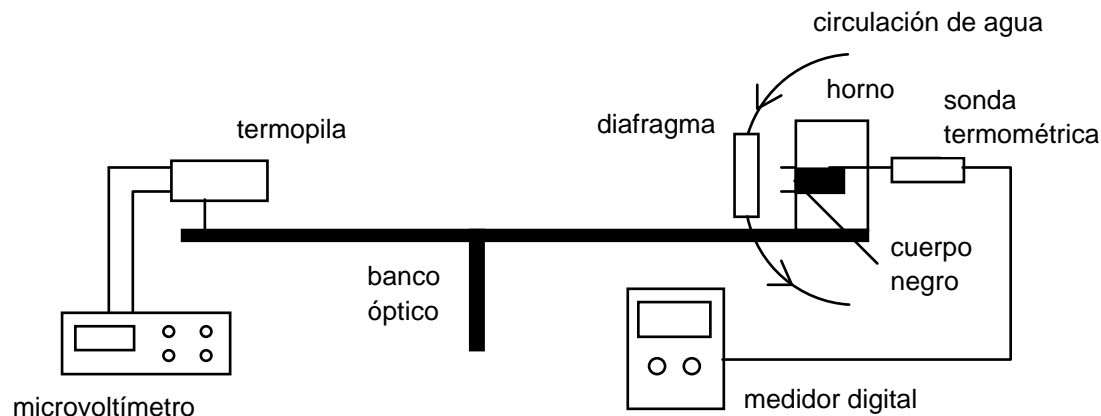 circulación de agua
horno
diafragma
sonda
termométrica
termopila
banco
óptico
cuerpo
negro
microvoltímetro
medidor digital